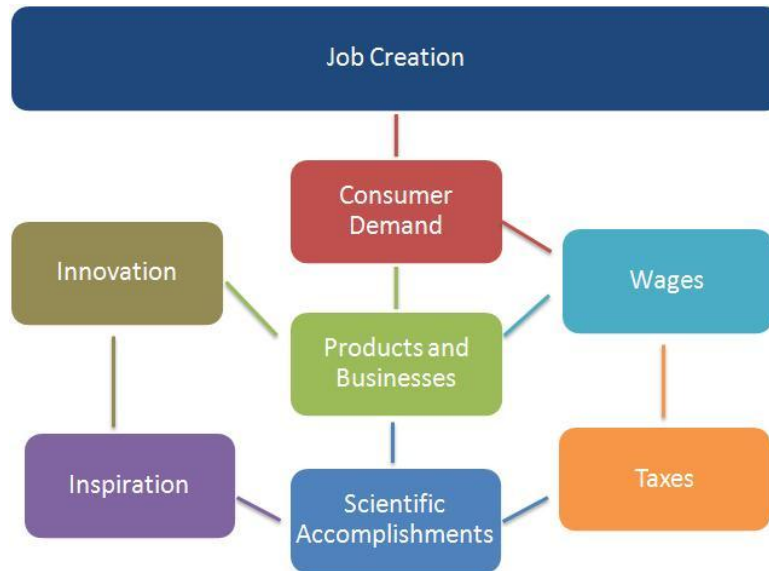 Job Creation
Consumer
Demand
Innovation
Wages
Products and
Businesses
Inspiration
Scientific
Accomplishments
Taxes